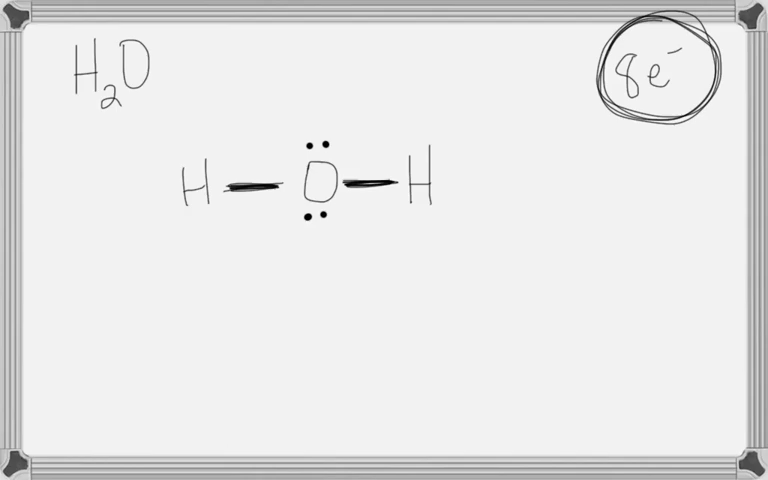 H₂O
8e⁻
H — O — H